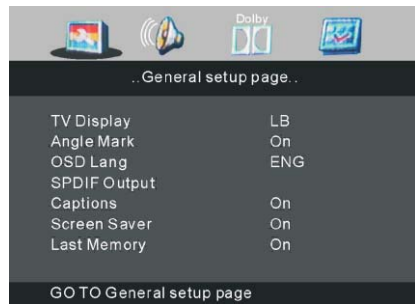 Dolby
..General setup page..
TV Display LB
Angle Mark On
OSD Lang ENG
SPDIF Output
Captions On
Screen Saver On
Last Memory On
GO TO General setup page